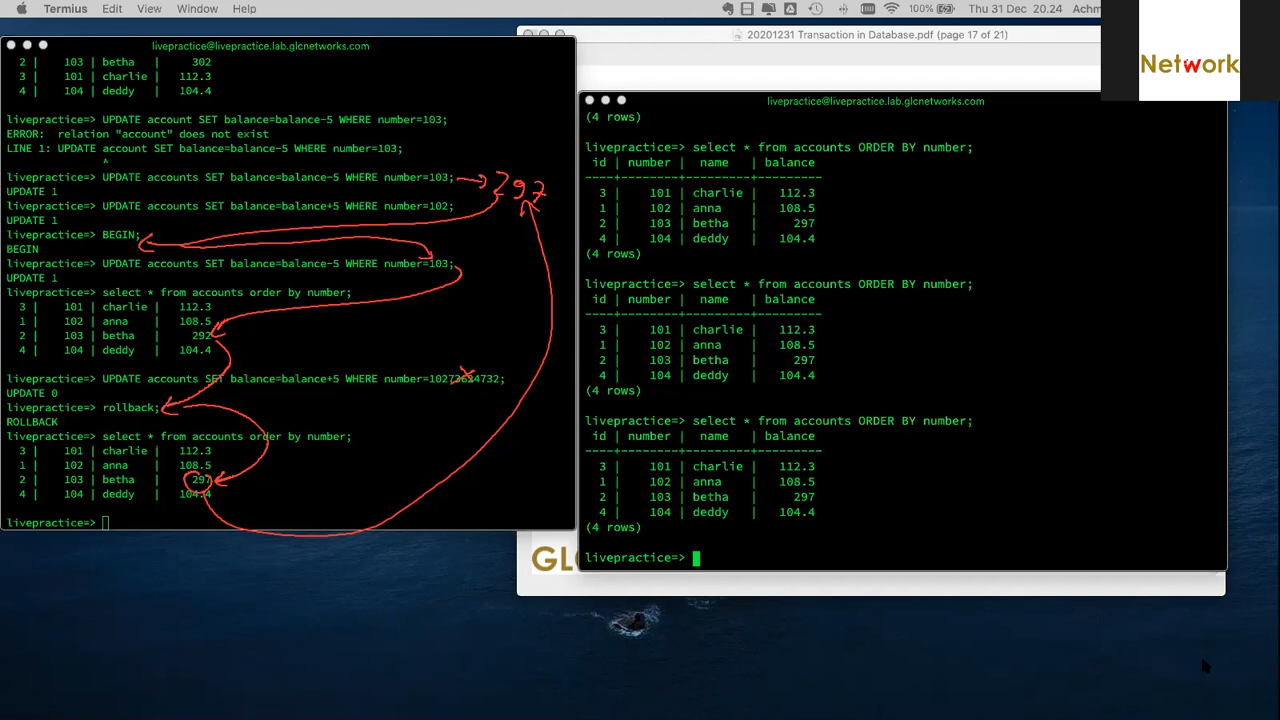 Termius Edit View Window Help
100% Thu 31 Dec 20.24 Achm
20201231 Transaction in Database.pdf (page 17 of 21)
Network
livepractice@livepractice.lab.glcnetworks.com
2 | 103 | betha | 302
3 | 101 | charlie | 112.3
4 | 104 | deddy | 104.4
livepractice=> UPDATE account SET balance=balance-5 WHERE number=103;
ERROR: relation "account" does not exist
LINE 1: UPDATE account SET balance=balance-5 WHERE number=103;
^
livepractice=> UPDATE accounts SET balance=balance-5 WHERE number=103; 297
UPDATE 1
livepractice=> UPDATE accounts SET balance=balance+5 WHERE number=102;
UPDATE 1
livepractice=> BEGIN;
BEGIN
livepractice=> UPDATE accounts SET balance=balance-5 WHERE number=103;
UPDATE 1
livepractice=> select * from accounts order by number;
3 | 101 | charlie | 112.3
1 | 102 | anna | 108.5
2 | 103 | betha | 292
4 | 104 | deddy | 104.4
livepractice=> UPDATE accounts SET balance=balance+5 WHERE number=10273624732;
UPDATE 0
livepractice=> rollback;
ROLLBACK
livepractice=> select * from accounts order by number;
3 | 101 | charlie | 112.3
1 | 102 | anna | 108.5
2 | 103 | betha | 297
4 | 104 | deddy | 104.4
livepractice=>
livepractice@livepractice.lab.glcnetworks.com
(4 rows)
livepractice=> select * from accounts ORDER BY number;
id | number | name | balance
----+--------+---------+---------
3 | 101 | charlie | 112.3
1 | 102 | anna | 108.5
2 | 103 | betha | 297
4 | 104 | deddy | 104.4
(4 rows)
livepractice=> select * from accounts ORDER BY number;
id | number | name | balance
----+--------+---------+---------
3 | 101 | charlie | 112.3
1 | 102 | anna | 108.5
2 | 103 | betha | 297
4 | 104 | deddy | 104.4
(4 rows)
livepractice=> select * from accounts ORDER BY number;
id | number | name | balance
----+--------+---------+---------
3 | 101 | charlie | 112.3
1 | 102 | anna | 108.5
2 | 103 | betha | 297
4 | 104 | deddy | 104.4
(4 rows)
livepractice=>
GL